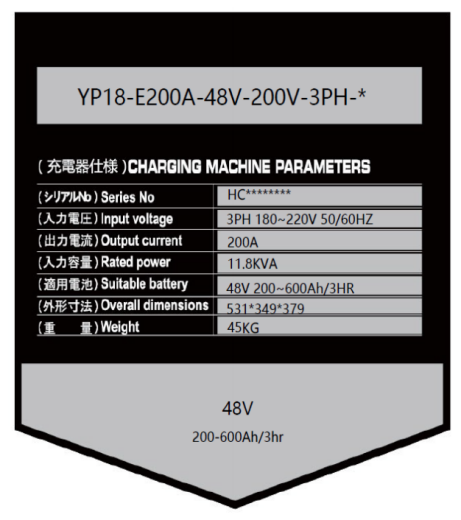 YP18-E200A-48V-200V-3PH-*
(充電器仕様)CHARGING MACHINE PARAMETERS
(シリアルNo) Series No HC********
(入力電圧) Input voltage 3PH 180~220V 50/60HZ
(出力電流) Output current 200A
(入力容量) Rated power 11.8KVA
(適用電池) Suitable battery 48V 200~600Ah/3HR
(外形寸法) Overall dimensions 531*349*379
(重 量) Weight 45KG
48V
200-600Ah/3hr